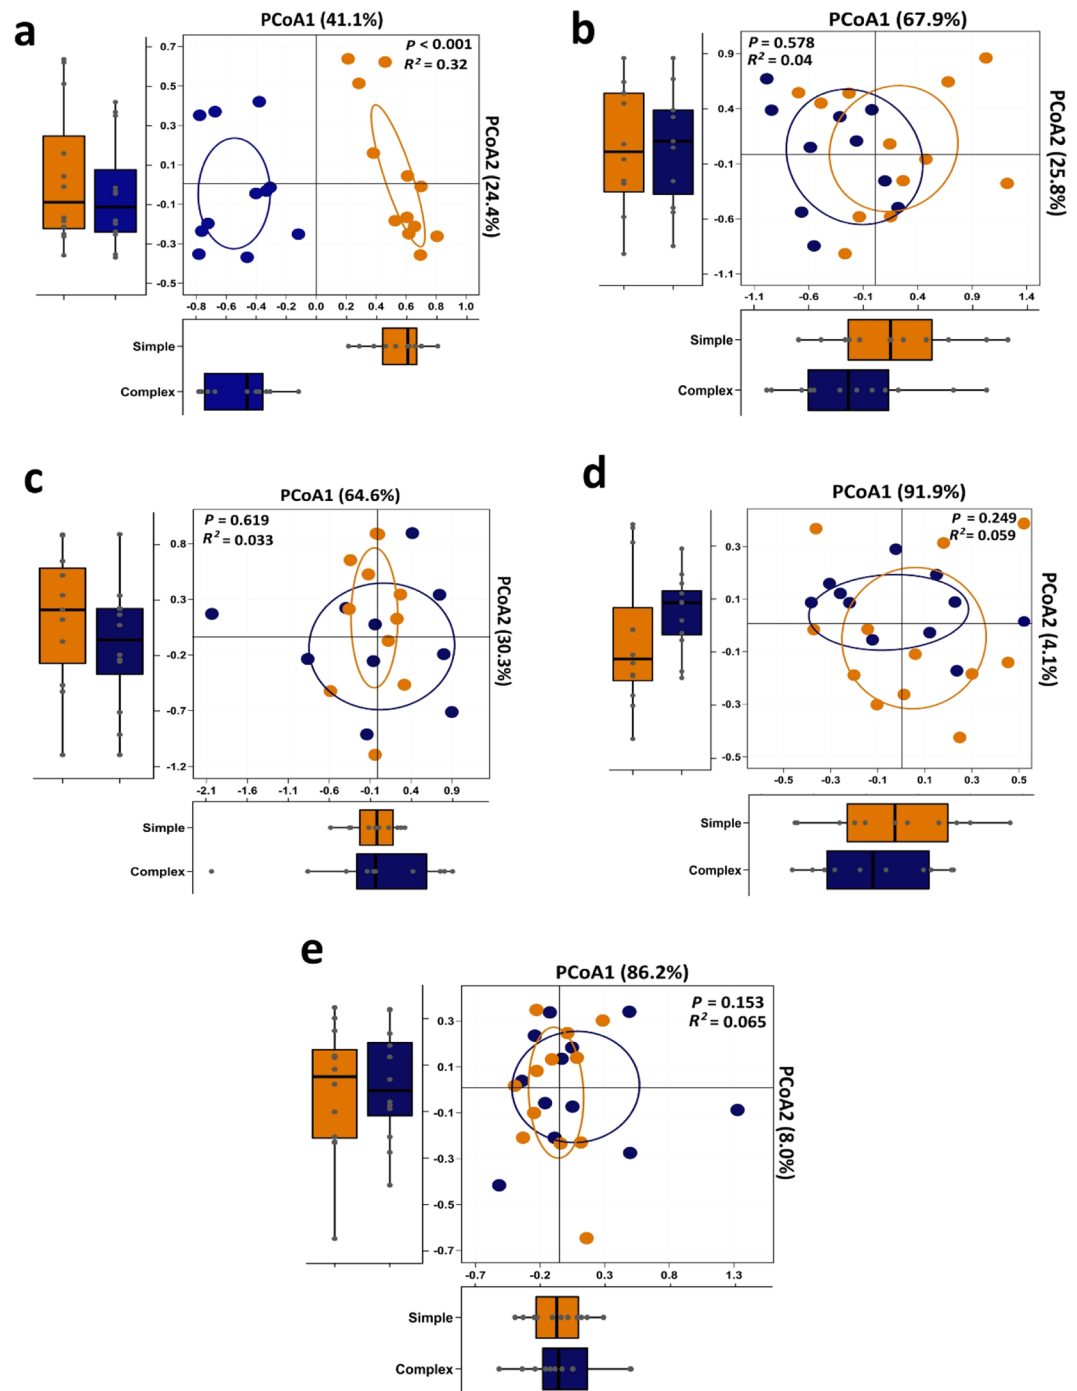 a
PCoA1 (41.1%)
P < 0.001
R² = 0.32
0.7
0.5
0.3
0.1
-0.1
-0.3
-0.5
PCoA2 (24.4%)
-0.8 -0.6 -0.4 -0.2 0.0 0.2 0.4 0.6 0.8 1.0
Simple
Complex
b
PCoA1 (67.9%)
P = 0.578
R² = 0.04
0.9
0.4
-0.1
-0.6
-1.1
PCoA2 (25.8%)
-1.1 -0.6 -0.1 0.4 0.9 1.4
Simple
Complex
c
PCoA1 (64.6%)
P = 0.619
R² = 0.033
0.8
0.3
-0.2
-0.7
-1.2
PCoA2 (30.3%)
-2.1 -1.6 -1.1 -0.6 -0.1 0.4 0.9
Simple
Complex
d
PCoA1 (91.9%)
P = 0.249
R² = 0.059
0.3
0.1
-0.1
-0.3
-0.5
PCoA2 (4.1%)
-0.5 -0.3 -0.1 0.1 0.3 0.5
Simple
Complex
e
PCoA1 (86.2%)
P = 0.153
R² = 0.065
0.3
0.1
-0.1
-0.3
-0.5
-0.7
PCoA2 (8.0%)
-0.7 -0.2 0.3 0.8 1.3
Simple
Complex